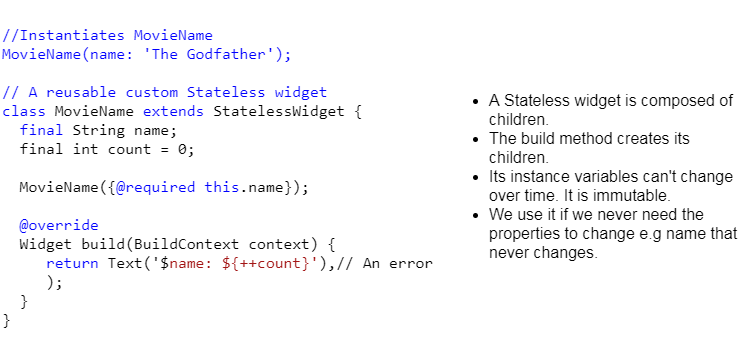 //Instantiates MovieName
MovieName(name: 'The Godfather');
// A reusable custom Stateless widget
class MovieName extends StatelessWidget {
final String name;
final int count = 0;
MovieName({@required this.name});
@override
Widget build(BuildContext context) {
return Text('$name: ${++count}'),// An error
);
}
}
• A Stateless widget is composed of
children.
• The build method creates its
children.
• Its instance variables can't change
over time. It is immutable.
• We use it if we never need the
properties to change e.g name that
never changes.